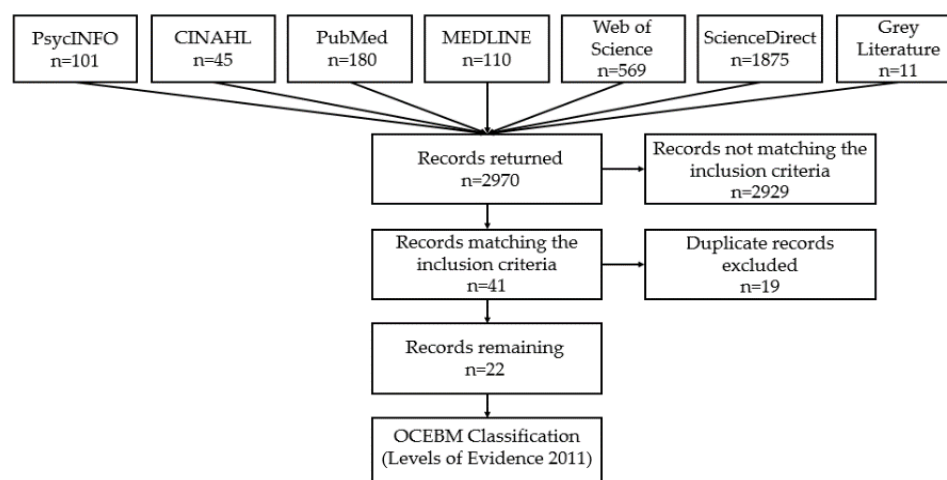 PsycINFO
n=101
CINAHL
n=45
PubMed
n=180
MEDLINE
n=110
Web of
Science
n=569
ScienceDirect
n=1875
Grey
Literature
n=11
Records returned
n=2970
Records not matching the
inclusion criteria
n=2929
Records matching the
inclusion criteria
n=41
Duplicate records
excluded
n=19
Records remaining
n=22
OCEBM Classification
(Levels of Evidence 2011)